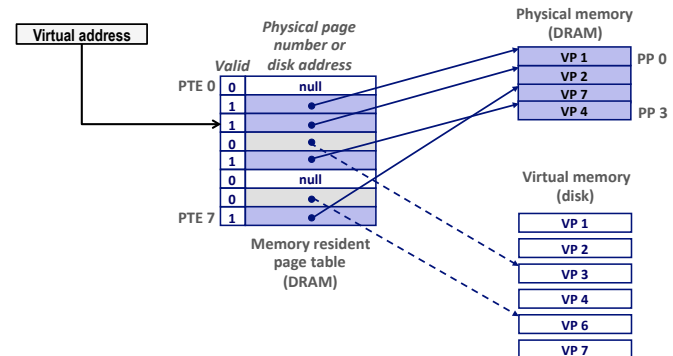 Virtual address
Physical page
number or
disk address
Valid
PTE 0
0
null
1
1
0
1
0
null
0
PTE 7
1
Memory resident
page table
(DRAM)
Physical memory
(DRAM)
VP 1
PP 0
VP 2
VP 7
VP 4
PP 3
Virtual memory
(disk)
VP 1
VP 2
VP 3
VP 4
VP 6
VP 7